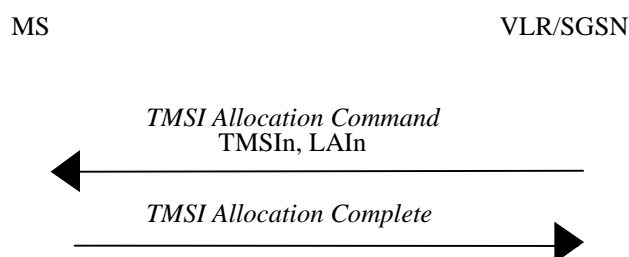 MS VLR/SGSN
TMSI Allocation Command
TMSIn, LAIn
TMSI Allocation Complete